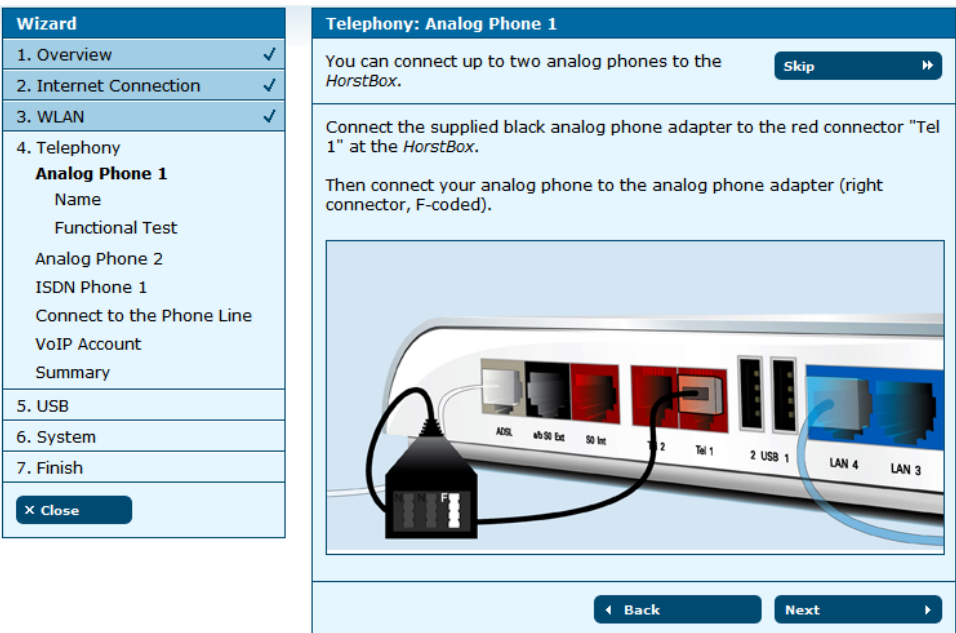 Wizard
1. Overview
2. Internet Connection
3. WLAN
4. Telephony
Analog Phone 1
Name
Functional Test
Analog Phone 2
ISDN Phone 1
Connect to the Phone Line
VoIP Account
Summary
5. USB
6. System
7. Finish
× Close
Telephony: Analog Phone 1
You can connect up to two analog phones to the
HorstBox.
Skip
Connect the supplied black analog phone adapter to the red connector "Tel
1" at the HorstBox.
Then connect your analog phone to the analog phone adapter (right
connector, F-coded).
ADSL
a/b S0 Ext
S0 Int
2
Tel 1
2 USB 1
LAN 4
LAN 3
N
N
F
Back
Next